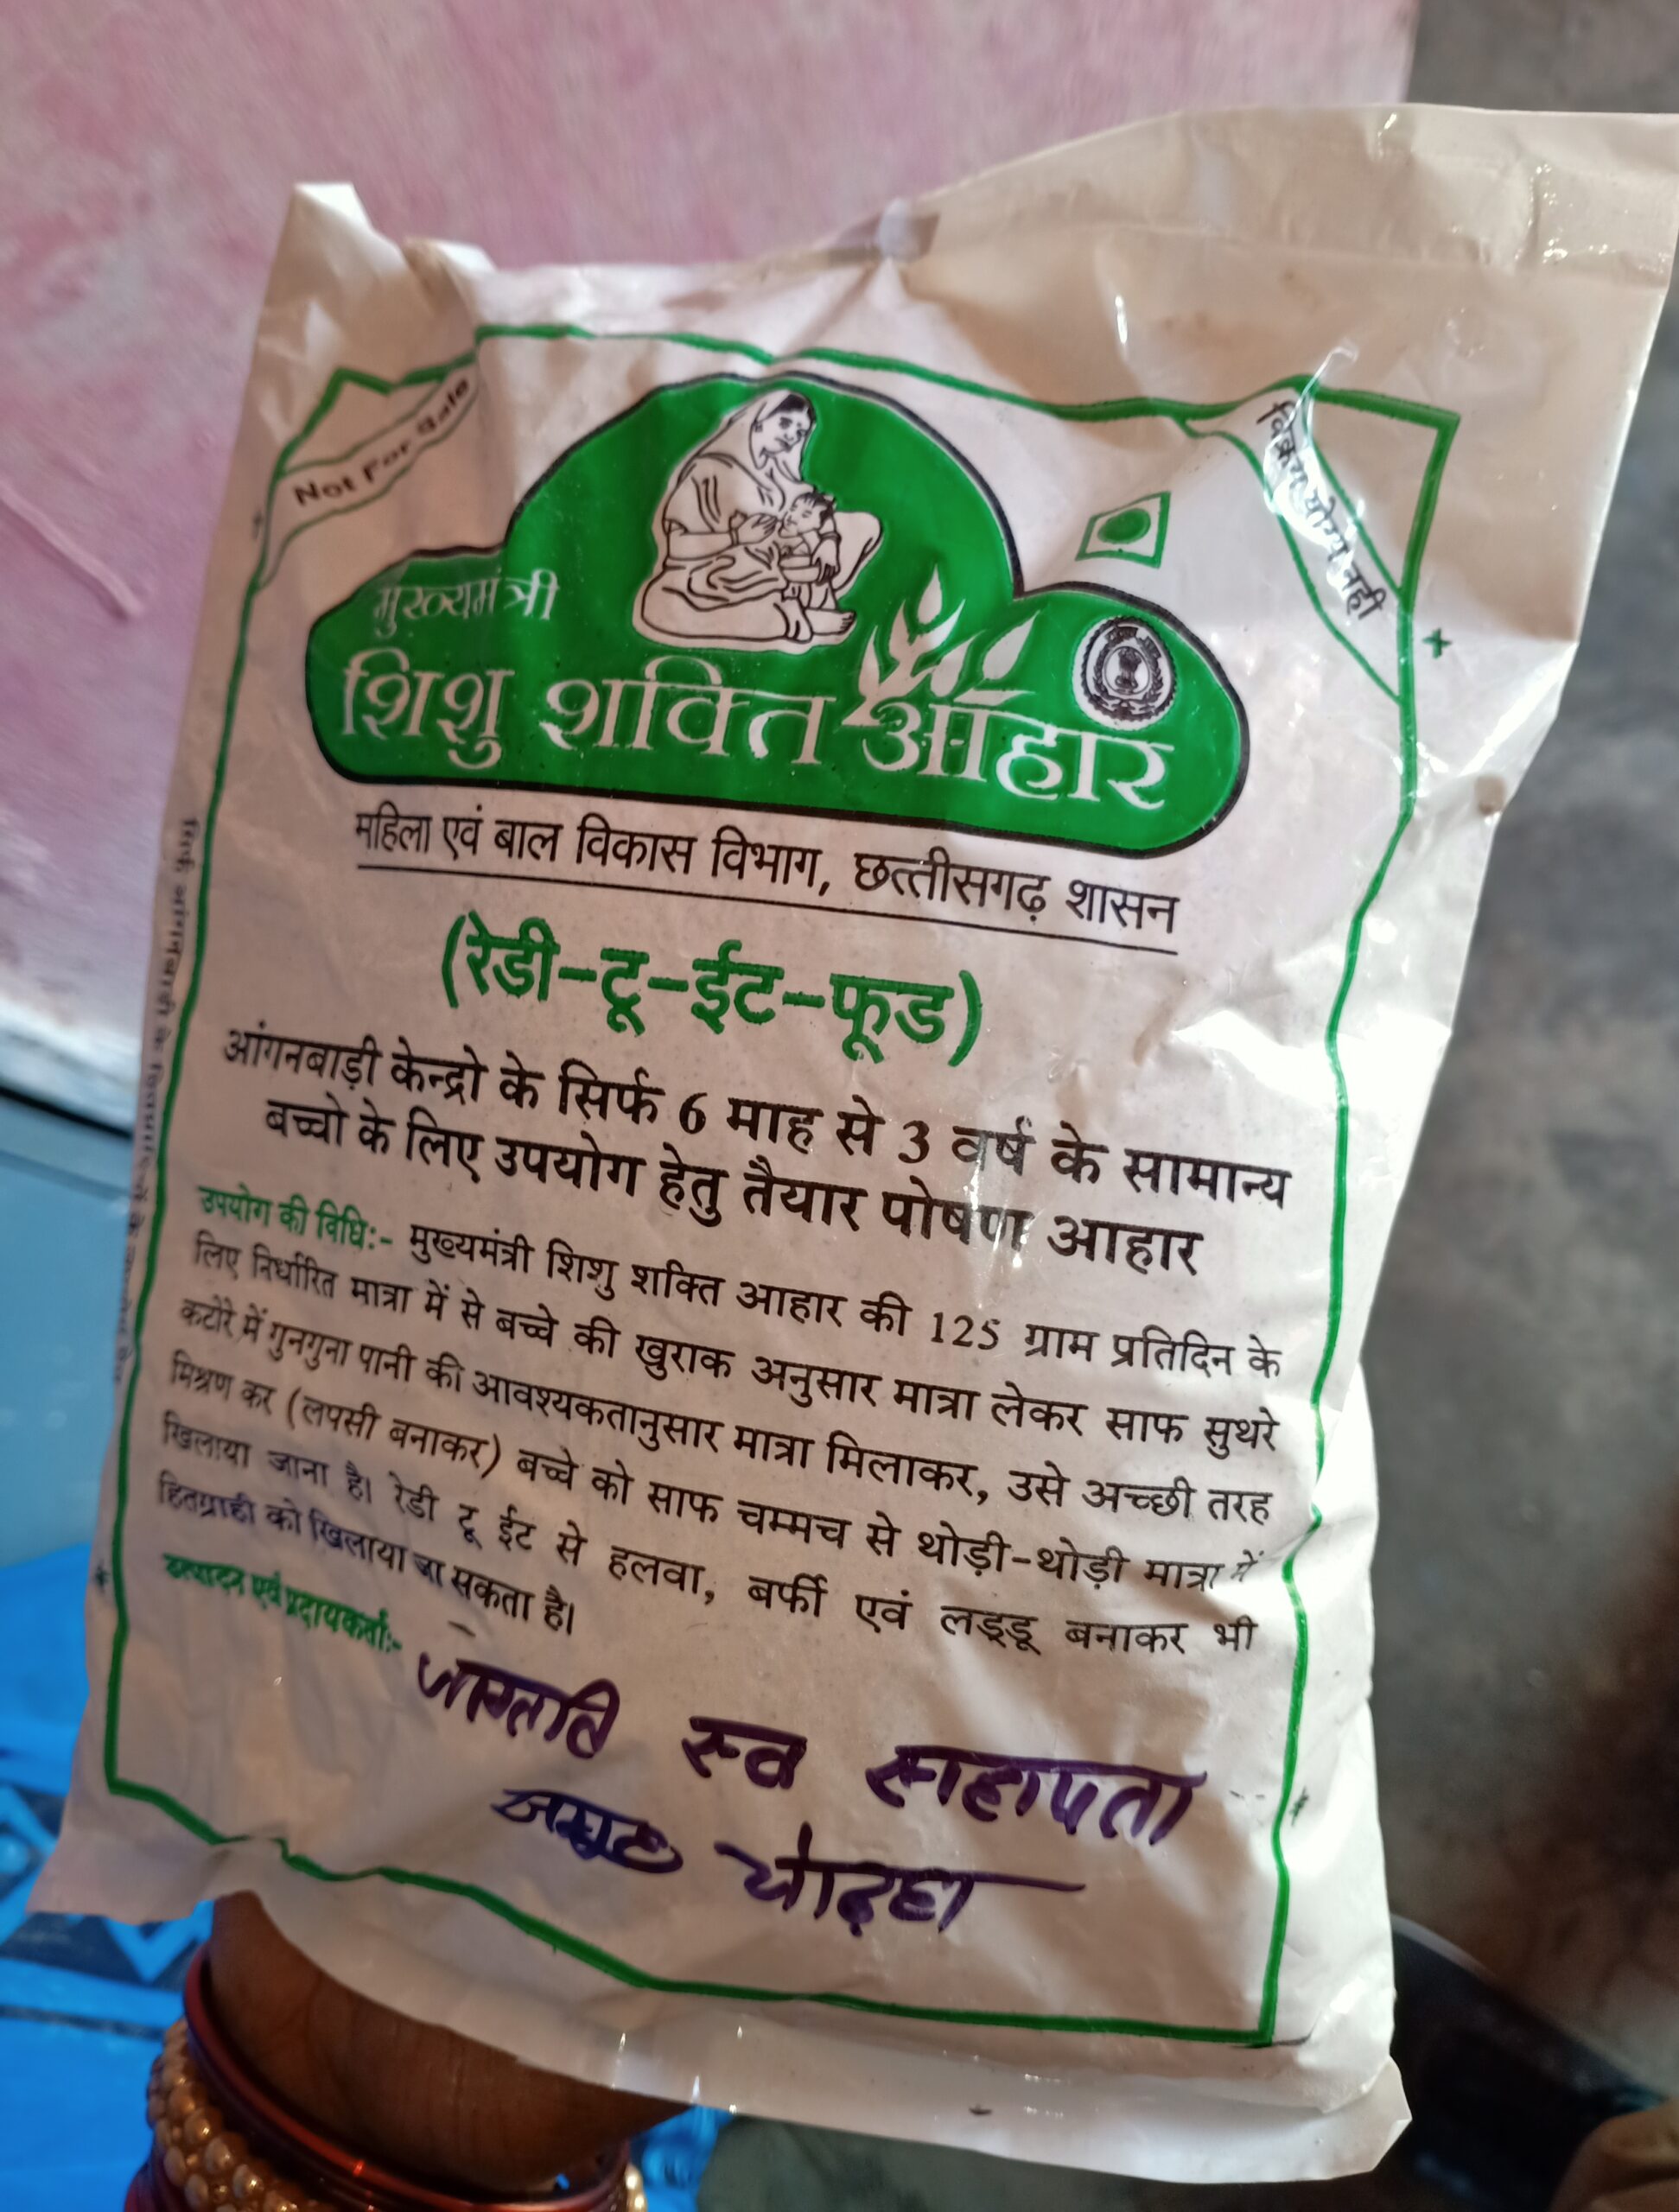 Not For Sale
विक्रय योग्य नहीं
मुख्यमंत्री
शिशु शक्ति आहार
महिला एवं बाल विकास विभाग, छत्तीसगढ़ शासन
(रेडी-टू-ईट-फूड)
आंगनबाड़ी केन्द्रो के सिर्फ 6 माह से 3 वर्ष के सामान्य
बच्चो के लिए उपयोग हेतु तैयार पोषण आहार
उपयोग की विधि:- मुख्यमंत्री शिशु शक्ति आहार की 125 ग्राम प्रतिदिन के
लिए निर्धारित मात्रा में से बच्चे की खुराक अनुसार मात्रा लेकर साफ सुथरे
कटोरे में गुनगुना पानी की आवश्यकतानुसार मात्रा मिलाकर, उसे अच्छी तरह
मिश्रण कर (लपसी बनाकर) बच्चे को साफ चम्मच से थोड़ी-थोड़ी मात्रा में
खिलाया जाना है। रेडी टू ईट से हलवा, बर्फी एवं लड्डू बनाकर भी
हितग्राही को खिलाया जा सकता है।
उत्पादन एवं प्रदायकर्ता:-
स्व सहायता